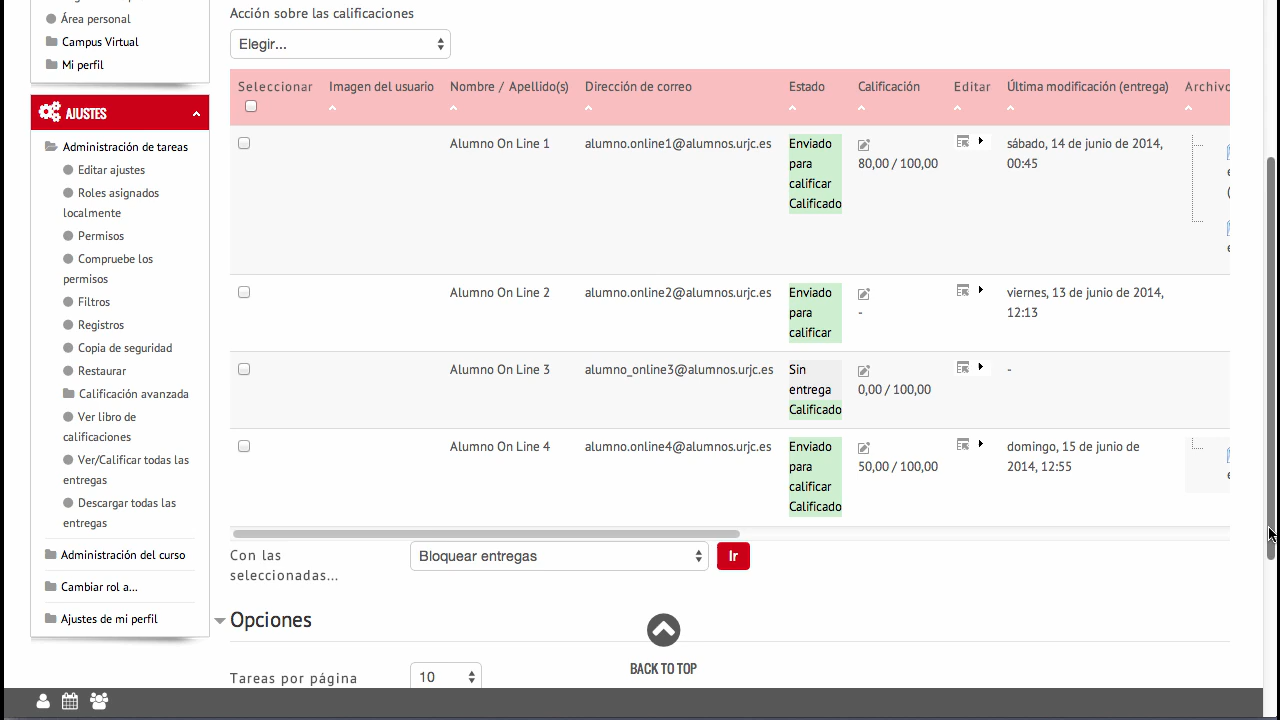 Área personal
Campus Virtual
Mi perfil
AJUSTES
Administración de tareas
Editar ajustes
Roles asignados
localmente
Permisos
Compruebe los
permisos
Filtros
Registros
Copia de seguridad
Restaurar
Calificación avanzada
Ver libro de
calificaciones
Ver/Calificar todas las
entregas
Descargar todas las
entregas
Administración del curso
Cambiar rol a...
Ajustes de mi perfil
Acción sobre las calificaciones
Elegir...
Seleccionar Imagen del usuario Nombre / Apellido(s) Dirección de correo Estado Calificación Editar Última modificación (entrega) Archivo
Alumno On Line 1 alumno.online1@alumnos.urjc.es Enviado sábado, 14 de junio de 2014,
para 80,00 / 100,00 00:45
calificar
Calificado
Alumno On Line 2 alumno.online2@alumnos.urjc.es Enviado viernes, 13 de junio de 2014,
para - 12:13
calificar
Alumno On Line 3 alumno_online3@alumnos.urjc.es Sin -
entrega 0,00 / 100,00
Calificado
Alumno On Line 4 alumno.online4@alumnos.urjc.es Enviado domingo, 15 de junio de
para 50,00 / 100,00 2014, 12:55
calificar
Calificado
Con las Bloquear entregas Ir
seleccionadas...
Opciones
BACK TO TOP
Tareas por página 10